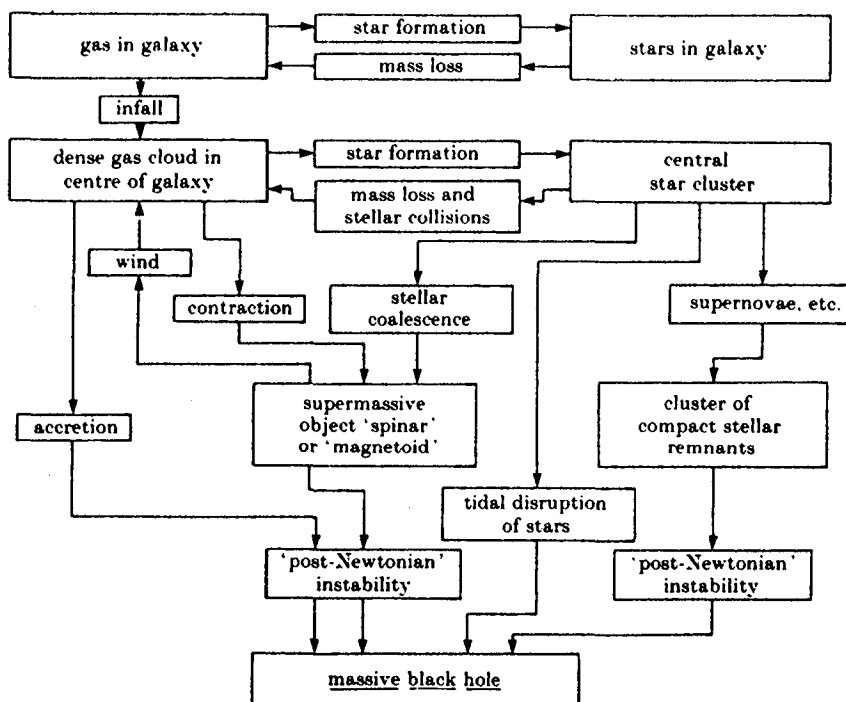 gas in galaxy
star formation
mass loss
stars in galaxy
infall
dense gas cloud in
centre of galaxy
star formation
mass loss and
stellar collisions
central
star cluster
wind
contraction
stellar
coalescence
supernovae, etc.
accretion
supermassive
object 'spinar'
or 'magnetoid'
cluster of
compact stellar
remnants
tidal disruption
of stars
'post-Newtonian'
instability
'post-Newtonian'
instability
massive black hole